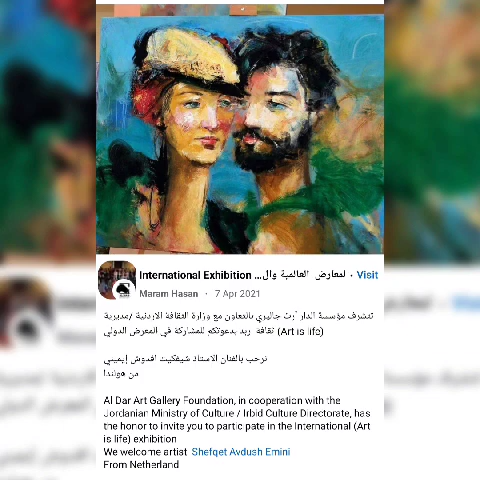 International Exhibition ...لمعارض العالمية وال · Visit
Maram Hasan · 7 Apr 2021
تتشرف مؤسسة الدار آرت جاليري بالتعاون مع وزارة الثقافة الاردنية /مديرية
ثقافة اربد بدعوتكم للمشاركة في المعرض الدولي (Art is life)
نرحب بالفنان الاستاذ شيفكيت افدوش إيميني
من هولندا
Al Dar Art Gallery Foundation, in cooperation with the
Jordanian Ministry of Culture / Irbid Culture Directorate, has
the honor to invite you to participate in the International (Art
is life) exhibition
We welcome artist Shefqet Avdush Emini
From Netherland